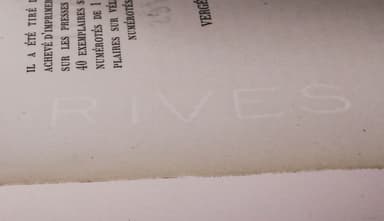 IL A ÉTÉ TIRÉ
ACHEVÉ D'IMPRIMER
SUR LES PRESSES
40 EXEMPLAIRES
NUMÉROTÉS DE 1
PLAIRES SUR
NUMÉROTÉS
VERGÉ
RIVES